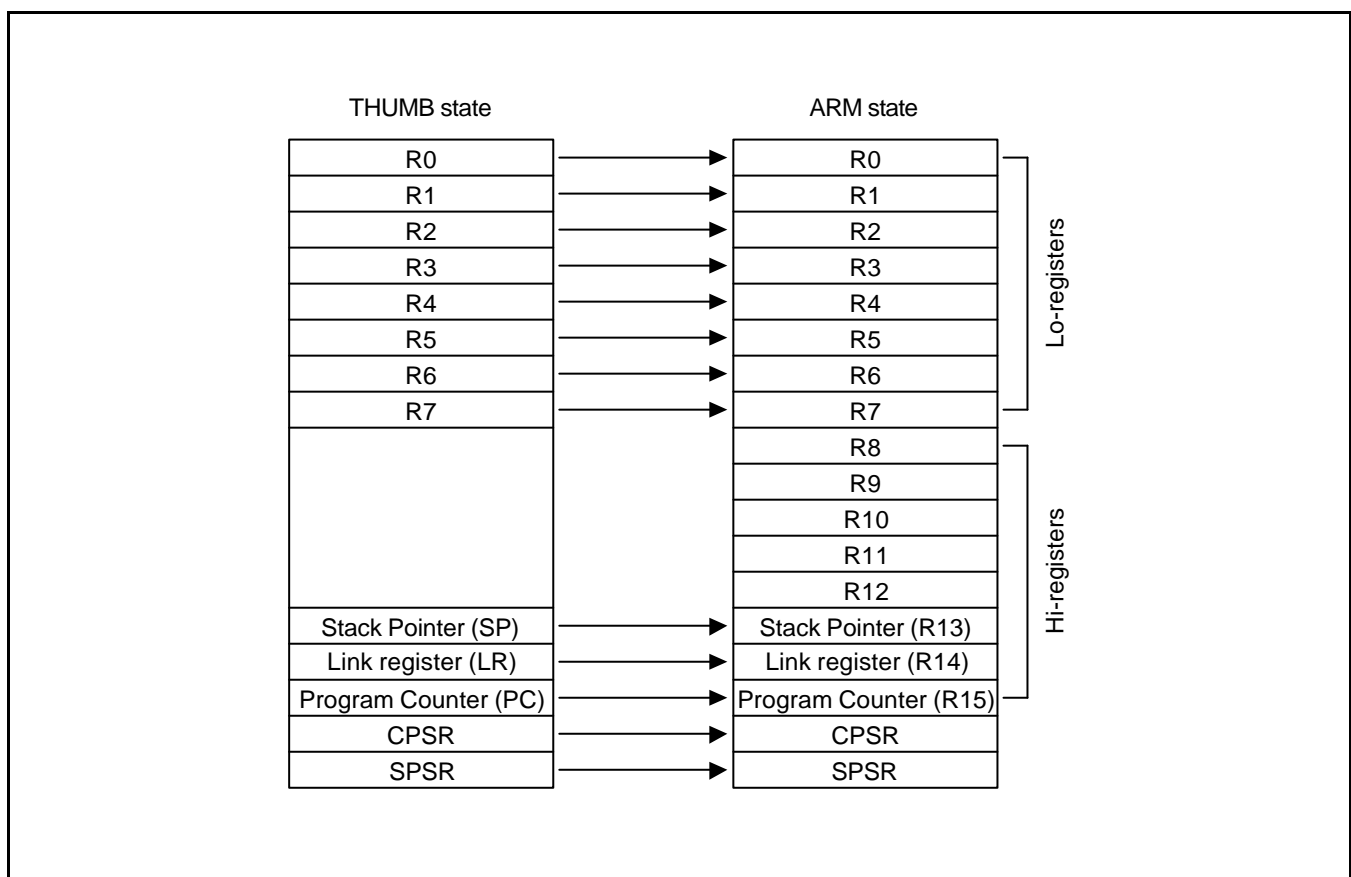 THUMB state
R0
R1
R2
R3
R4
R5
R6
R7
Stack Pointer (SP)
Link register (LR)
Program Counter (PC)
CPSR
SPSR
ARM state
R0
R1
R2
R3
R4
R5
R6
R7
R8
R9
R10
R11
R12
Stack Pointer (R13)
Link register (R14)
Program Counter (R15)
CPSR
SPSR
Lo-registers
Hi-registers